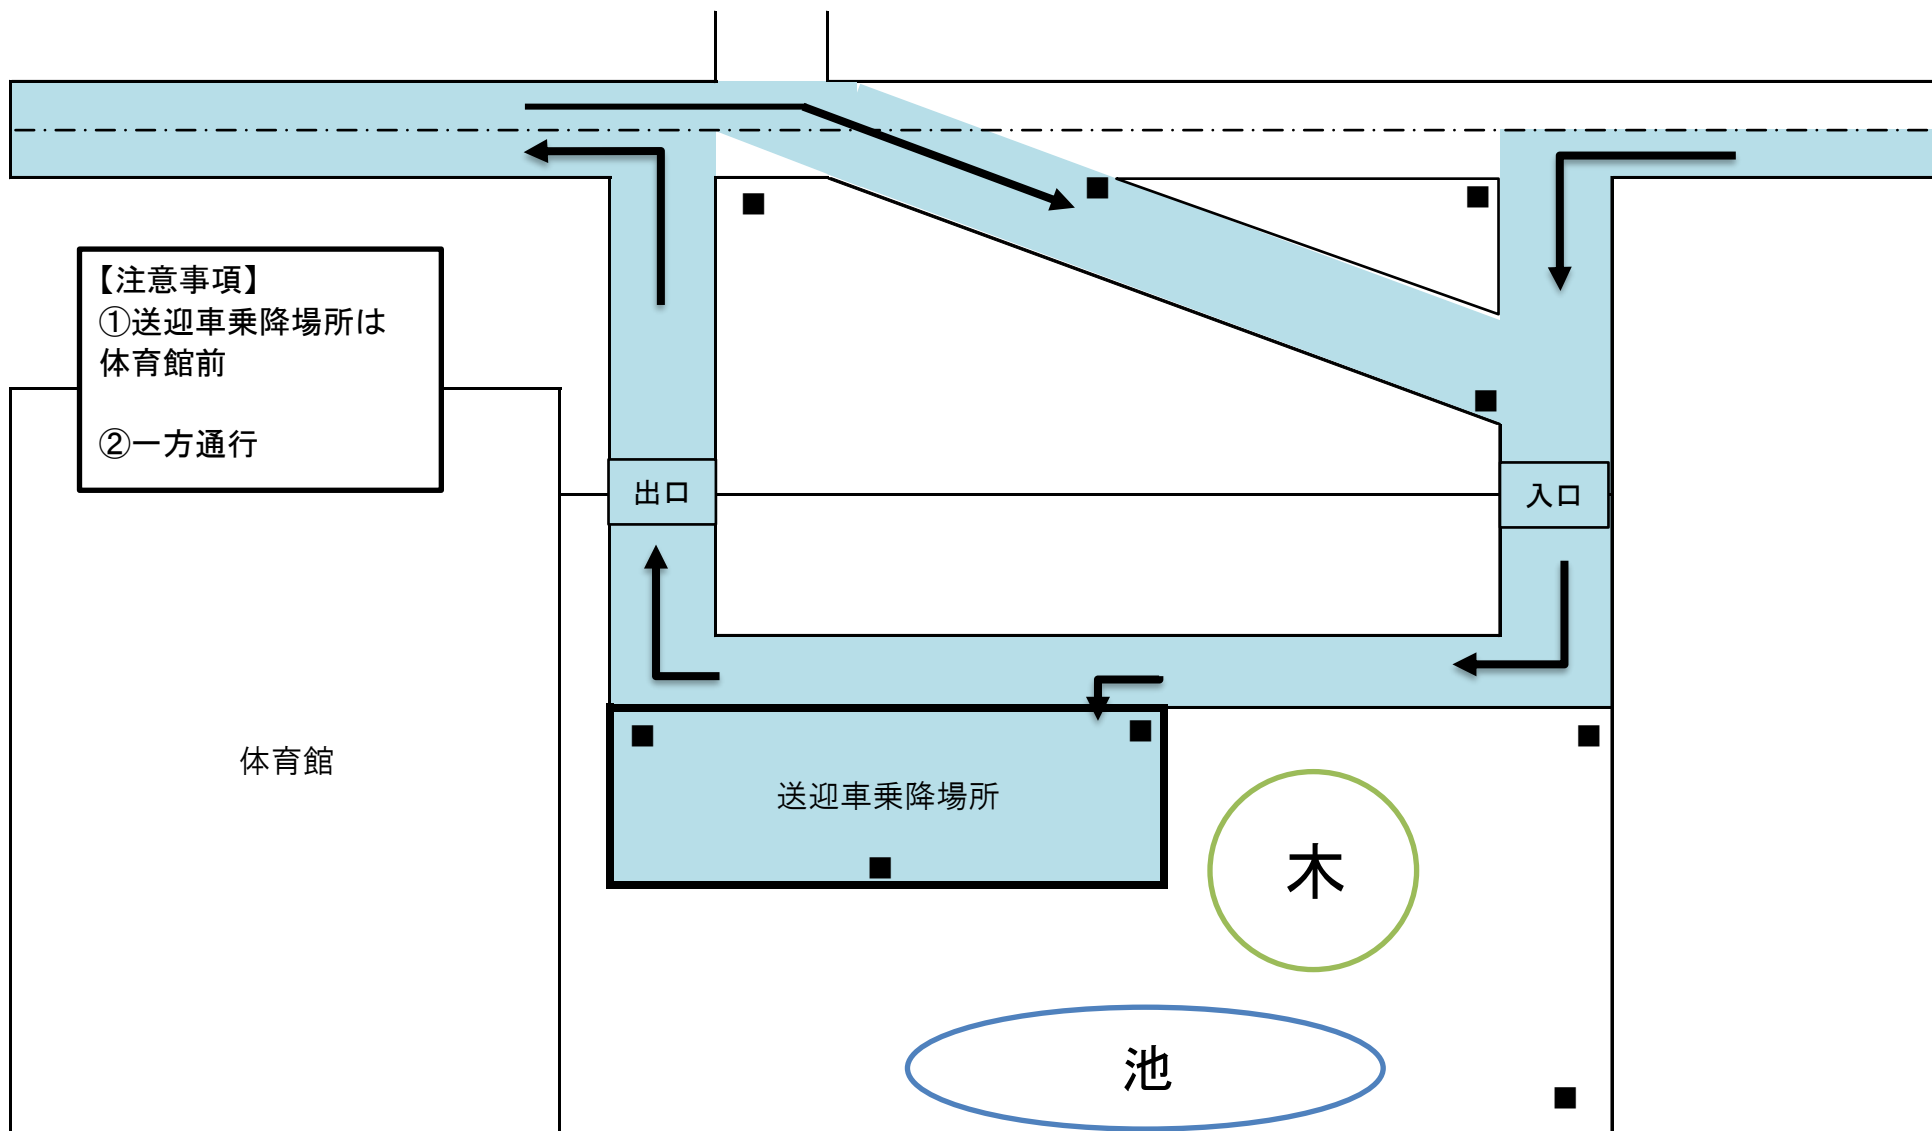 【注意事項】
①送迎車乗降場所は
体育館前
②一方通行
出口
入口
体育館
送迎車乗降場所
木
池